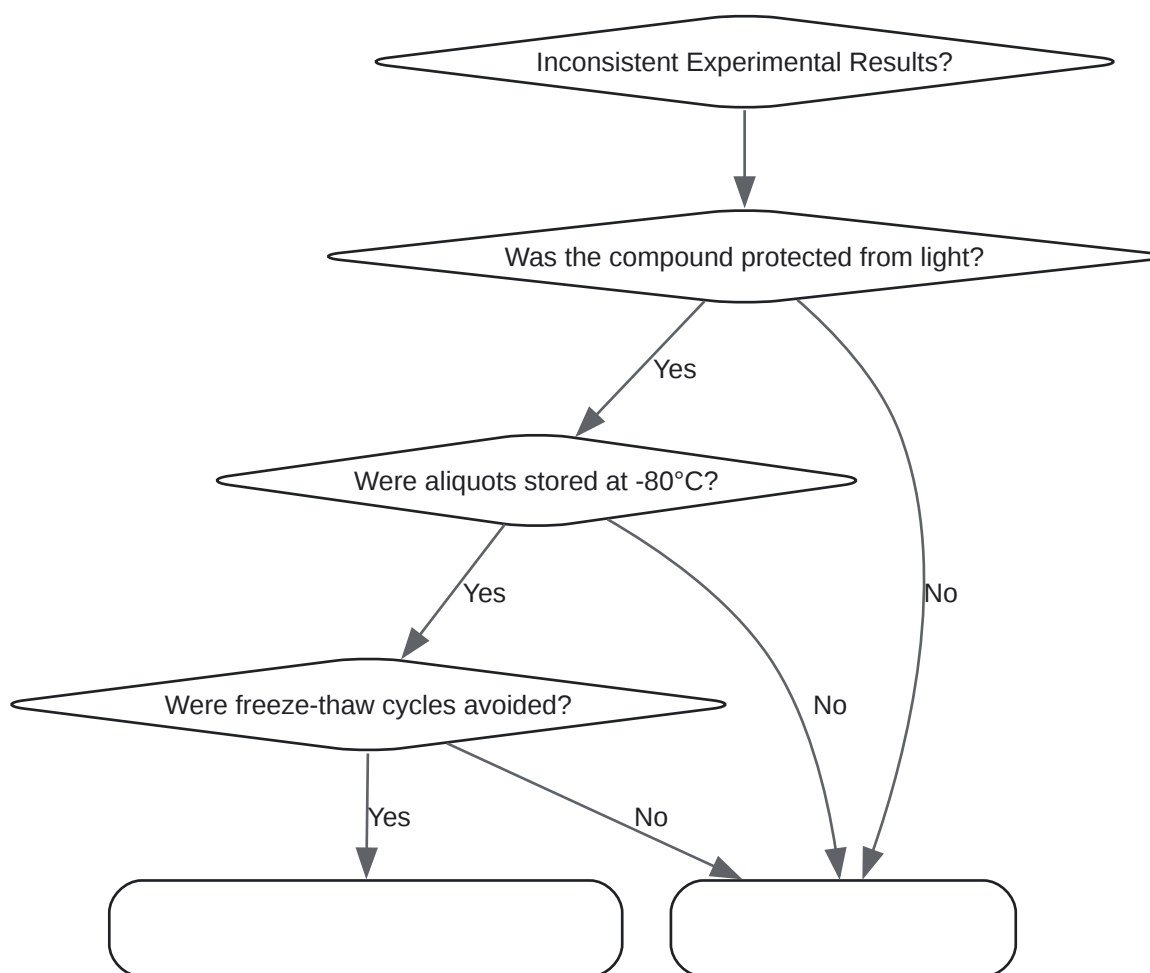 Inconsistent Experimental Results?
Was the compound protected from light?
Yes
Were aliquots stored at -80°C?
Yes
No
Were freeze-thaw cycles avoided?
No
Yes
No